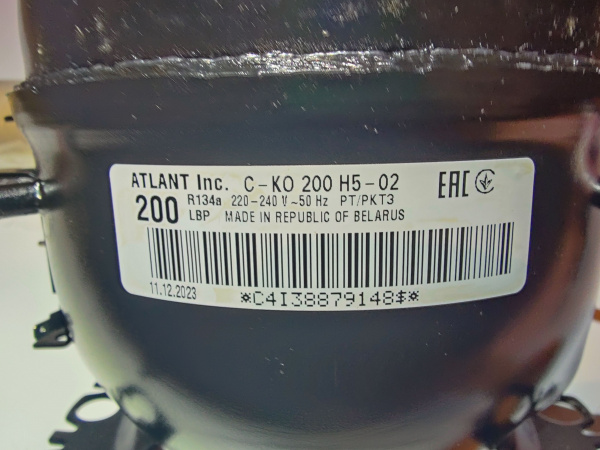 ATLANT Inc. C-KO 200 H5-02 EAC
200 R134a 220-240 V ~50 Hz PT/PKT3
LBP MADE IN REPUBLIC OF BELARUS
11.12.2023
*C4I38879148$*